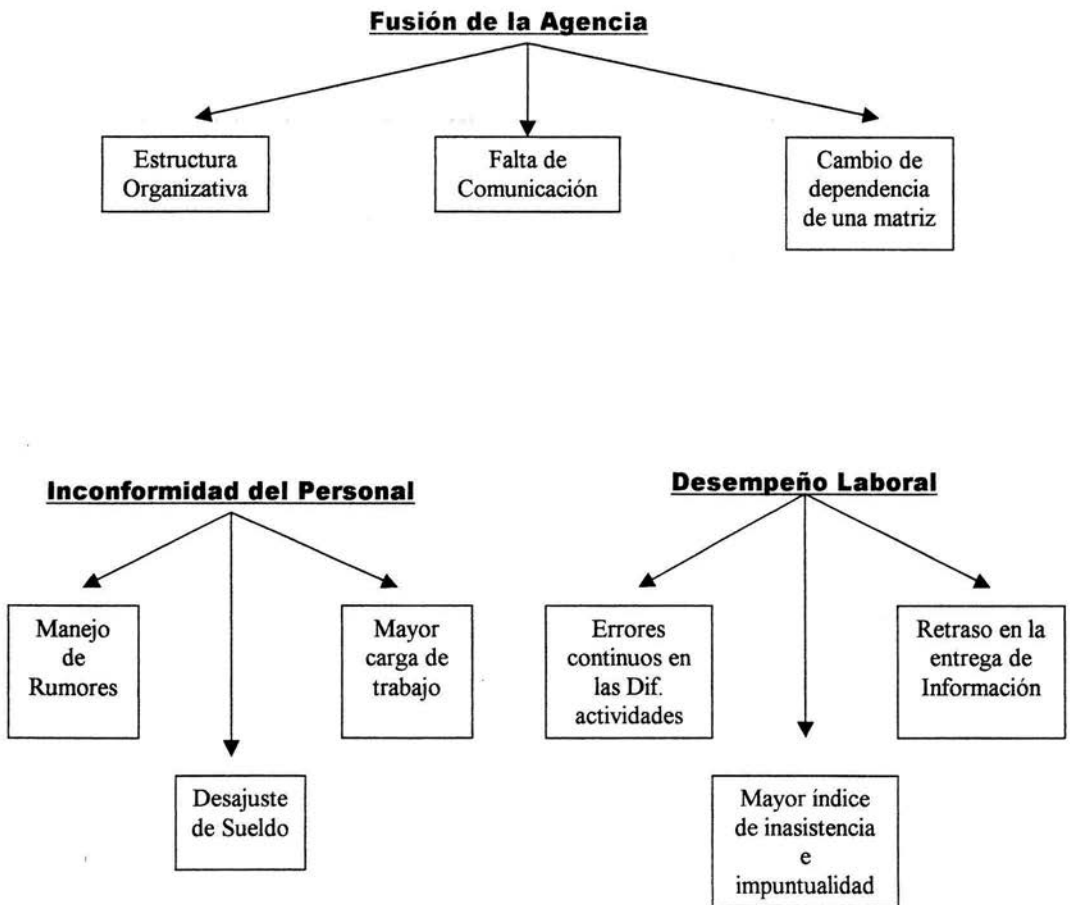 Fusión de la Agencia
Estructura
Organizativa
Falta de
Comunicación
Cambio de
dependencia
de una matriz
Inconformidad del Personal
Manejo
de
Rumores
Mayor
carga de
trabajo
Desajuste
de Sueldo
Desempeño Laboral
Errores
continuos en
las Dif.
actividades
Retraso en la
entrega de
Información
Mayor índice
de inasistencia
e
impuntualidad